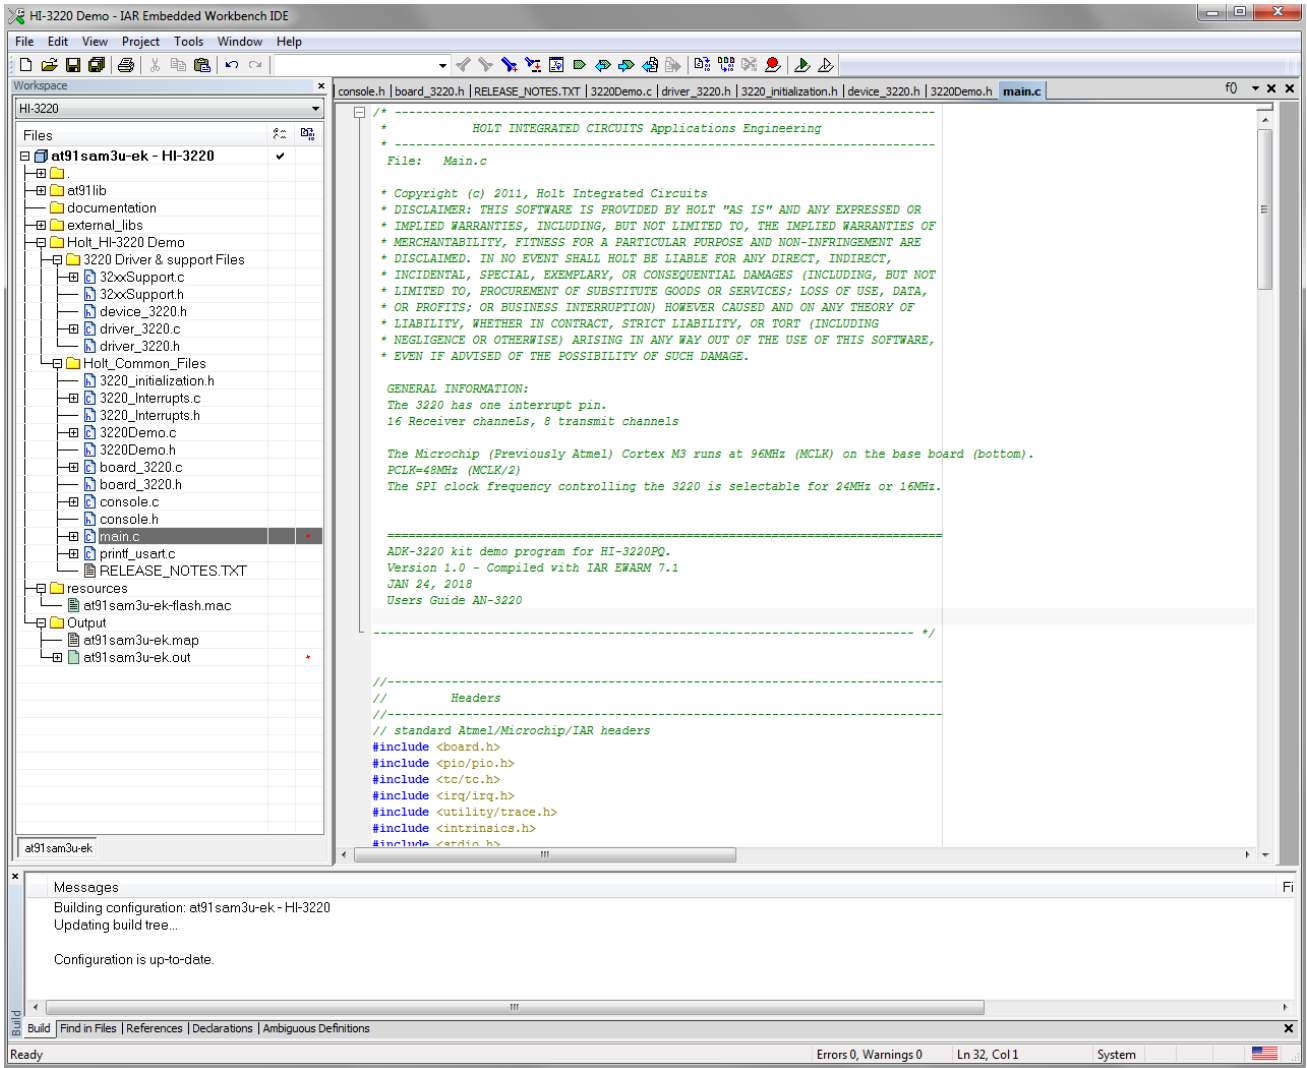 HI-3220 Demo - IAR Embedded Workbench IDE
File Edit View Project Tools Window Help
Workspace
HI-3220
Files
at91sam3u-ek - HI-3220
.
at91lib
documentation
external_libs
Holt_HI-3220 Demo
3220 Driver & support Files
32xxSupport.c
32xxSupport.h
device_3220.h
driver_3220.c
driver_3220.h
Holt_Common_Files
3220_initialization.h
3220_Interrupts.c
3220_Interrupts.h
3220Demo.c
3220Demo.h
board_3220.c
board_3220.h
console.c
console.h
main.c
printf_usart.c
RELEASE_NOTES.TXT
resources
at91sam3u-ek-flash.mac
Output
at91sam3u-ek.map
at91sam3u-ek.out
at91sam3u-ek
console.h | board_3220.h | RELEASE_NOTES.TXT | 3220Demo.c | driver_3220.h | 3220_initialization.h | device_3220.h | 3220Demo.h main.c f()
/* ---------------------------------------------------------------------------
* HOLT INTEGRATED CIRCUITS Applications Engineering
* ---------------------------------------------------------------------------
File: Main.c
* Copyright (c) 2011, Holt Integrated Circuits
* DISCLAIMER: THIS SOFTWARE IS PROVIDED BY HOLT "AS IS" AND ANY EXPRESSED OR
* IMPLIED WARRANTIES, INCLUDING, BUT NOT LIMITED TO, THE IMPLIED WARRANTIES OF
* MERCHANTABILITY, FITNESS FOR A PARTICULAR PURPOSE AND NON-INFRINGEMENT ARE
* DISCLAIMED. IN NO EVENT SHALL HOLT BE LIABLE FOR ANY DIRECT, INDIRECT,
* INCIDENTAL, SPECIAL, EXEMPLARY, OR CONSEQUENTIAL DAMAGES (INCLUDING, BUT NOT
* LIMITED TO, PROCUREMENT OF SUBSTITUTE GOODS OR SERVICES; LOSS OF USE, DATA,
* OR PROFITS; OR BUSINESS INTERRUPTION) HOWEVER CAUSED AND ON ANY THEORY OF
* LIABILITY, WHETHER IN CONTRACT, STRICT LIABILITY, OR TORT (INCLUDING
* NEGLIGENCE OR OTHERWISE) ARISING IN ANY WAY OUT OF THE USE OF THIS SOFTWARE,
* EVEN IF ADVISED OF THE POSSIBILITY OF SUCH DAMAGE.
GENERAL INFORMATION:
The 3220 has one interrupt pin.
16 Receiver channeLs, 8 transmit channels
The Microchip (Previously Atmel) Cortex M3 runs at 96MHz (MCLK) on the base board (bottom).
PCLK=48MHz (MCLK/2)
The SPI clock frequency controlling the 3220 is selectable for 24MHz or 16MHz.
==============================================================================
ADK-3220 kit demo program for HI-3220PQ.
Version 1.0 - Compiled with IAR EWARM 7.1
JAN 24, 2018
Users Guide AN-3220
---------------------------------------------------------------------------- */
//------------------------------------------------------------------------------
// Headers
//------------------------------------------------------------------------------
// standard Atmel/Microchip/IAR headers
#include <board.h>
#include <pio/pio.h>
#include <tc/tc.h>
#include <irq/irq.h>
#include <utility/trace.h>
#include <intrinsics.h>
#include <stdio.h>
Messages Fi
Building configuration: at91sam3u-ek - HI-3220
Updating build tree...
Configuration is up-to-date.
Build
Build | Find in Files | References | Declarations | Ambiguous Definitions
Ready Errors 0, Warnings 0 Ln 32, Col 1 System